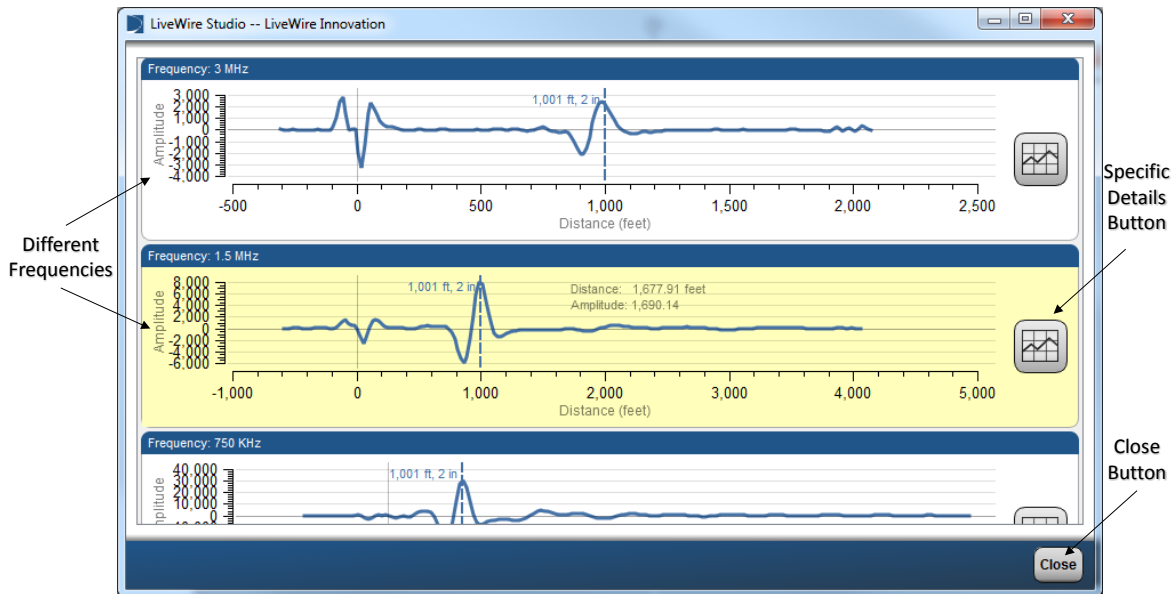 LiveWire Studio -- LiveWire Innovation
Frequency: 3 MHz
Amplitude
3,000
2,000
1,000
0
-1,000
-2,000
-3,000
-4,000
1,001 ft, 2 in
-500
0
500
1,000
1,500
2,000
2,500
Distance (feet)
Frequency: 1.5 MHz
Amplitude
8,000
6,000
4,000
2,000
0
-2,000
-4,000
-6,000
1,001 ft, 2 in
Distance: 1,677.91 feet
Amplitude: 1,690.14
-1,000
0
1,000
2,000
3,000
4,000
5,000
Distance (feet)
Frequency: 750 KHz
40,000
30,000
20,000
10,000
0
1,001 ft, 2 in
Close
Different
Frequencies
Specific
Details
Button
Close
Button